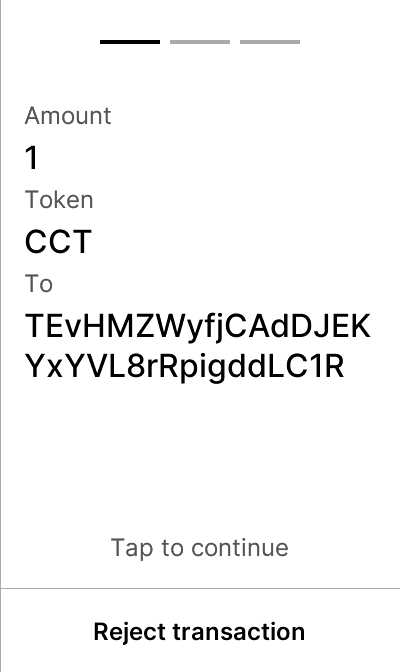 Amount
1
Token
CCT
To
TEvHMZWyfjCAdDJEK
YxYVL8rRpigddLC1R
Tap to continue
Reject transaction